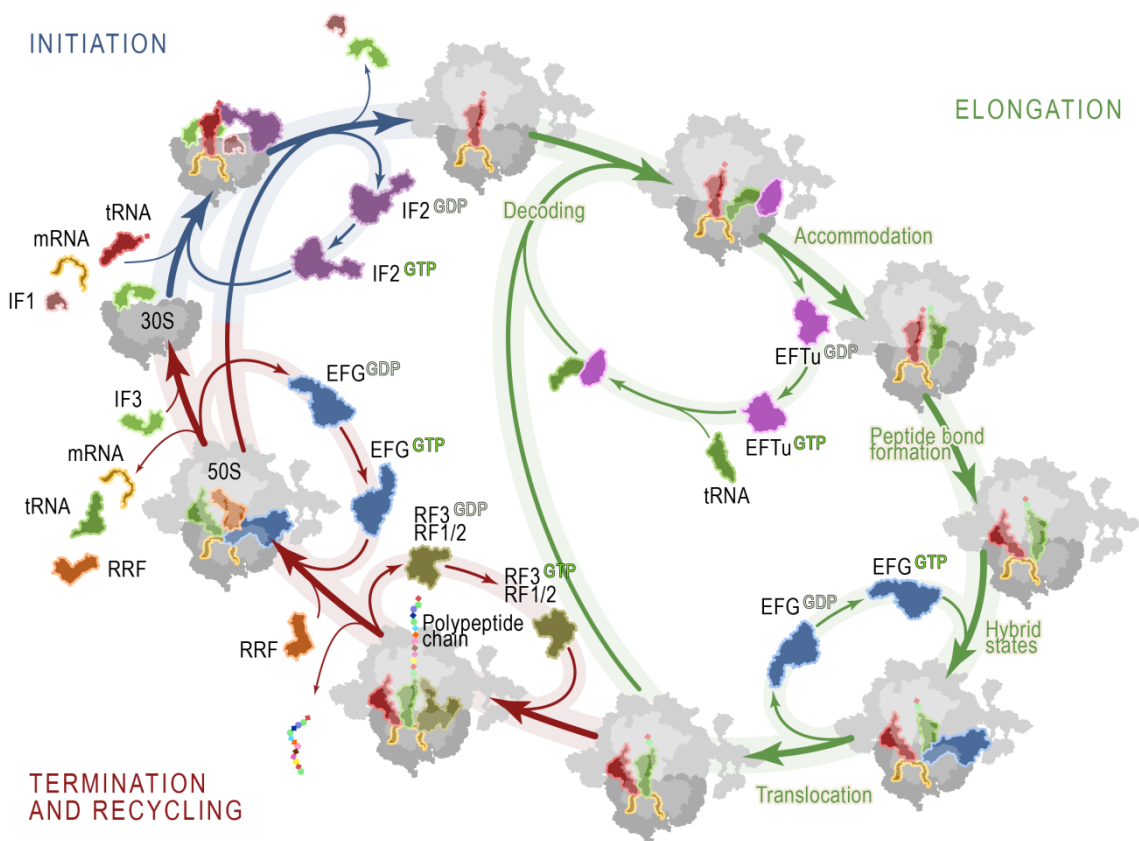 INITIATION
ELONGATION
tRNA
mRNA
IF1
30S
IF2 GDP
IF2 GTP
Decoding
Accommodation
EFTu GDP
EFTu GTP
tRNA
Peptide bond
formation
EFG GTP
EFG GDP
Hybrid
states
Translocation
EFG GDP
EFG GTP
IF3
mRNA
50S
tRNA
RRF
RF3 GDP
RF1/2
RF3 GTP
RF1/2
Polypeptide
chain
RRF
TERMINATION
AND RECYCLING